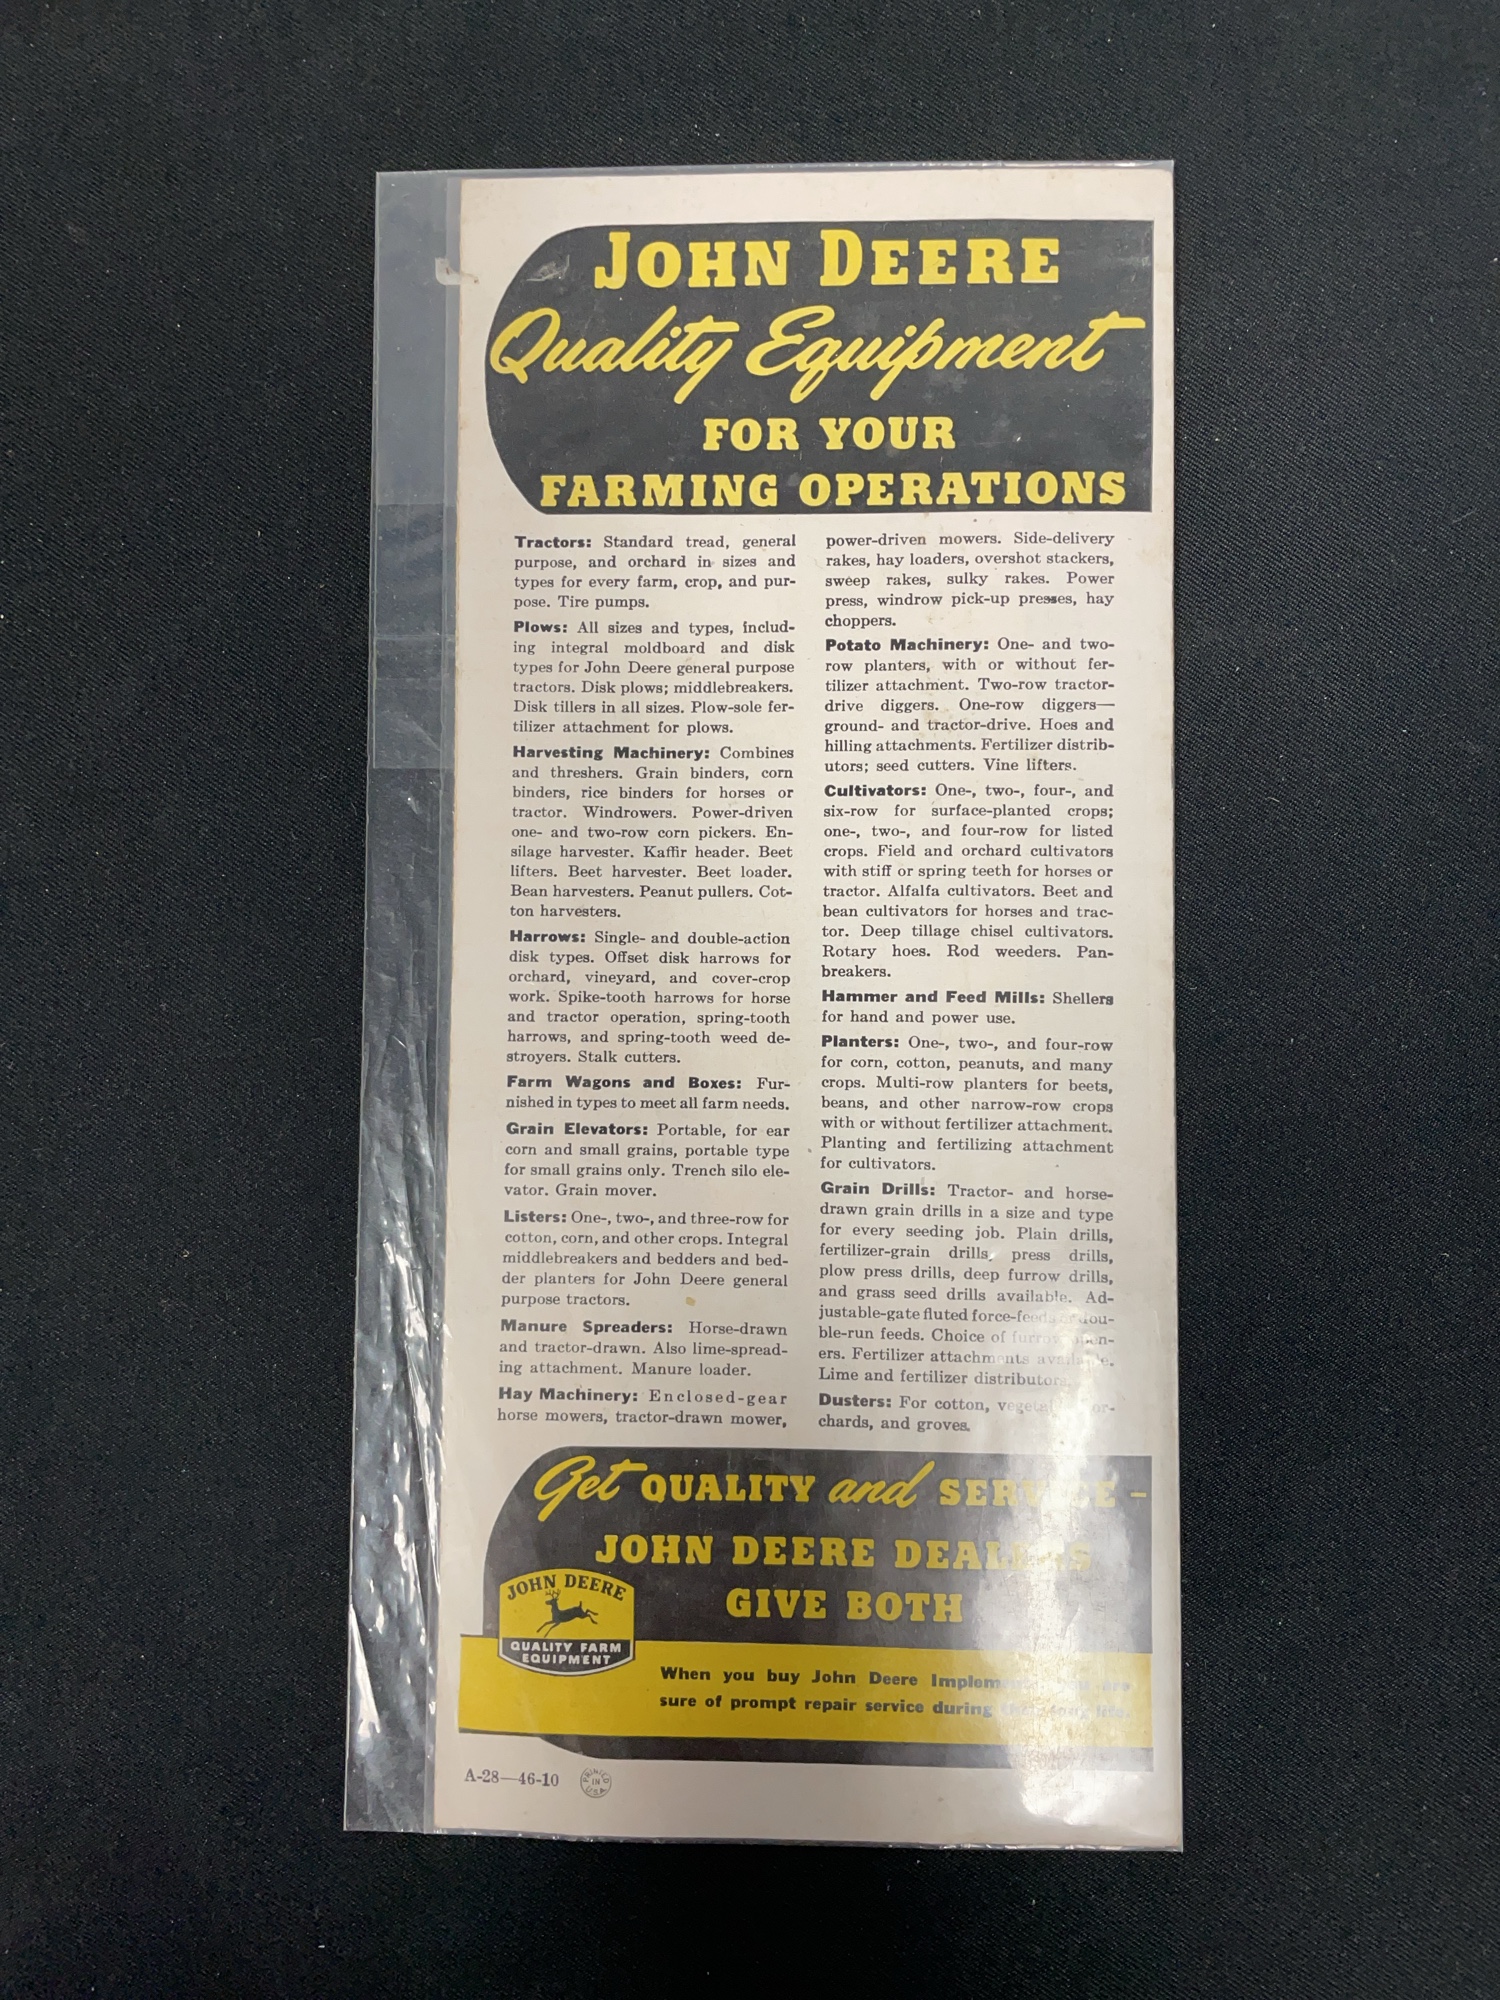 JOHN DEERE
Quality Equipment
FOR YOUR
FARMING OPERATIONS
Tractors: Standard tread, general
purpose, and orchard in sizes and
types for every farm, crop, and pur-
pose. Tire pumps.
Plows: All sizes and types, includ-
ing integral moldboard and disk
types for John Deere general purpose
tractors. Disk plows; middlebreakers.
Disk tillers in all sizes. Plow-sole fer-
tilizer attachment for plows.
Harvesting Machinery: Combines
and threshers. Grain binders, corn
binders, rice binders for horses or
tractor. Windrowers. Power-driven
one- and two-row corn pickers. En-
silage harvester. Kaffir header. Beet
lifters. Beet harvester. Beet loader.
Bean harvesters. Peanut pullers. Cot-
ton harvesters.
Harrows: Single- and double-action
disk types. Offset disk harrows for
orchard, vineyard, and cover-crop
work. Spike-tooth harrows for horse
and tractor operation, spring-tooth
harrows, and spring-tooth weed de-
stroyers. Stalk cutters.
Farm Wagons and Boxes: Fur-
nished in types to meet all farm needs.
Grain Elevators: Portable, for ear
corn and small grains, portable type
for small grains only. Trench silo ele-
vator. Grain mover.
Listers: One-, two-, and three-row for
cotton, corn, and other crops. Integral
middlebreakers and bedders and bed-
der planters for John Deere general
purpose tractors.
Manure Spreaders: Horse-drawn
and tractor-drawn. Also lime-spread-
ing attachment. Manure loader.
Hay Machinery: Enclosed-gear
horse mowers, tractor-drawn mower,
power-driven mowers. Side-delivery
rakes, hay loaders, overshot stackers,
sweep rakes, sulky rakes. Power
press, windrow pick-up presses, hay
choppers.
Potato Machinery: One- and two-
row planters, with or without fer-
tilizer attachment. Two-row tractor-
drive diggers. One-row diggers—
ground- and tractor-drive. Hoes and
hilling attachments. Fertilizer distrib-
utors; seed cutters. Vine lifters.
Cultivators: One-, two-, four-, and
six-row for surface-planted crops;
one-, two-, and four-row for listed
crops. Field and orchard cultivators
with stiff or spring teeth for horses or
tractor. Alfalfa cultivators. Beet and
bean cultivators for horses and trac-
tor. Deep tillage chisel cultivators.
Rotary hoes. Rod weeders. Pan-
breakers.
Hammer and Feed Mills: Shellers
for hand and power use.
Planters: One-, two-, and four-row
for corn, cotton, peanuts, and many
crops. Multi-row planters for beets,
beans, and other narrow-row crops
with or without fertilizer attachment.
Planting and fertilizing attachment
for cultivators.
Grain Drills: Tractor- and horse-
drawn grain drills in a size and type
for every seeding job. Plain drills,
fertilizer-grain drills, press drills,
plow press drills, deep furrow drills,
and grass seed drills available. Ad-
justable-gate fluted force-feeds or dou-
ble-run feeds. Choice of furrow open-
ers. Fertilizer attachments available.
Lime and fertilizer distributors.
Dusters: For cotton, or-
chards, and groves.
Get QUALITY and SERVICE -
JOHN DEERE DEALERS
GIVE BOTH
JOHN DEERE
QUALITY FARM
EQUIPMENT
When you buy John Deere Implements you are
sure of prompt repair service during their long life.
A-28—46-10
PRINTED
IN
U.S.A.